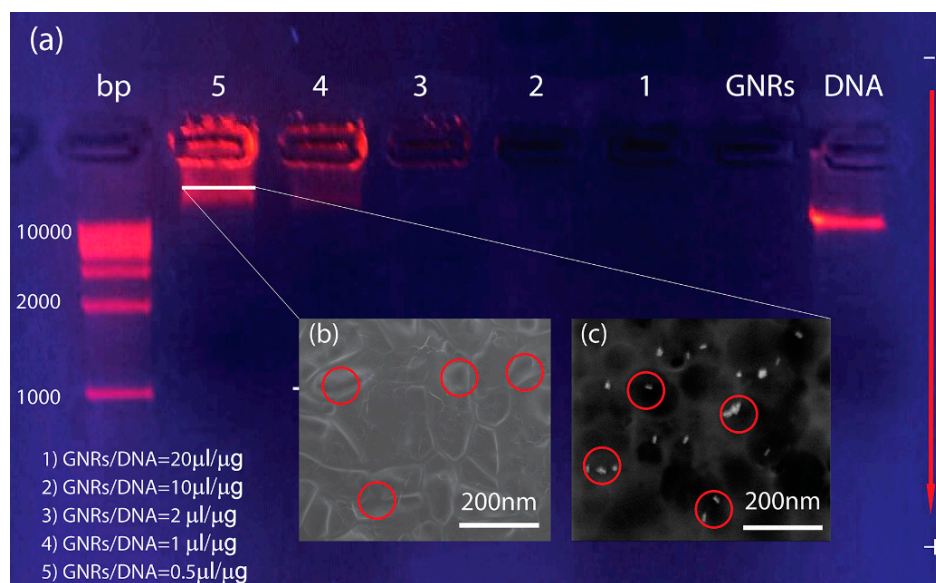 (a)
bp 5 4 3 2 1 GNRs DNA
−
10000
2000
1000
(b)
200nm
(c)
200nm
1) GNRs/DNA=20μl/μg
2) GNRs/DNA=10μl/μg
3) GNRs/DNA=2 μl/μg
4) GNRs/DNA=1 μl/μg
5) GNRs/DNA=0.5μl/μg
+